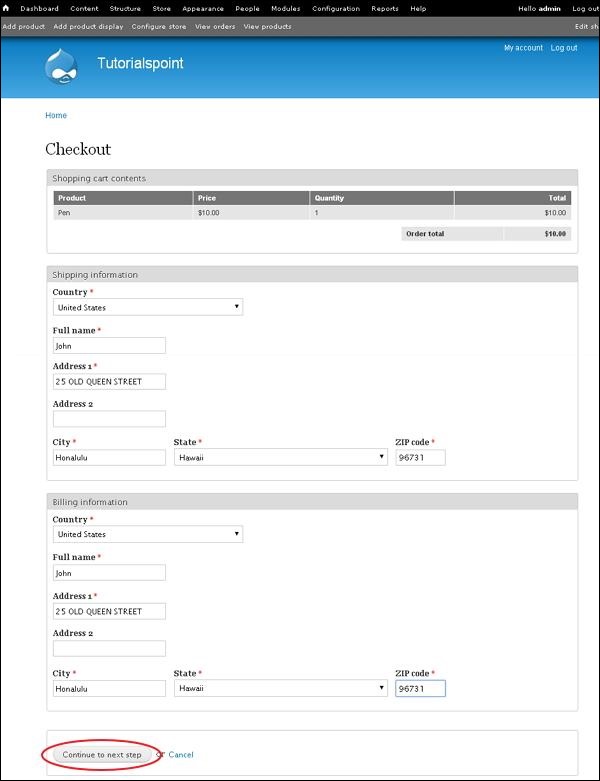 Dashboard Content Structure Store Appearance People Modules Configuration Reports Help Hello admin Log out
Add product Add product display Configure store View orders View products Edit sh
My account Log out
Tutorialspoint
Home
Checkout
Shopping cart contents
Product Price Quantity Total
Pen $10.00 1 $10.00
Order total $10.00
Shipping information
Country *
United States
Full name *
John
Address 1 *
25 OLD QUEEN STREET
Address 2
City * State * ZIP code *
Honalulu Hawaii 96731
Billing information
Country *
United States
Full name *
John
Address 1 *
25 OLD QUEEN STREET
Address 2
City * State * ZIP code *
Honalulu Hawaii 96731
Continue to next step or Cancel